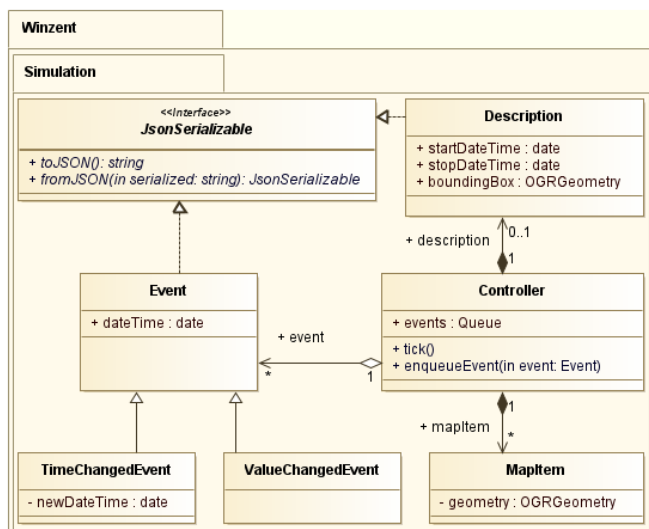 Winzent
Simulation
<<Interface>>
JsonSerializable
+ toJSON(): string
+ fromJSON(in serialized: string): JsonSerializable
Description
+ startDateTime : date
+ stopDateTime : date
+ boundingBox : OGRGeometry
+ description
0..1
1
Event
+ dateTime : date
+ event
*
1
Controller
+ events : Queue
+ tick()
+ enqueueEvent(in event: Event)
1
+ mapItem
*
TimeChangedEvent
- newDateTime : date
ValueChangedEvent
MapItem
- geometry : OGRGeometry